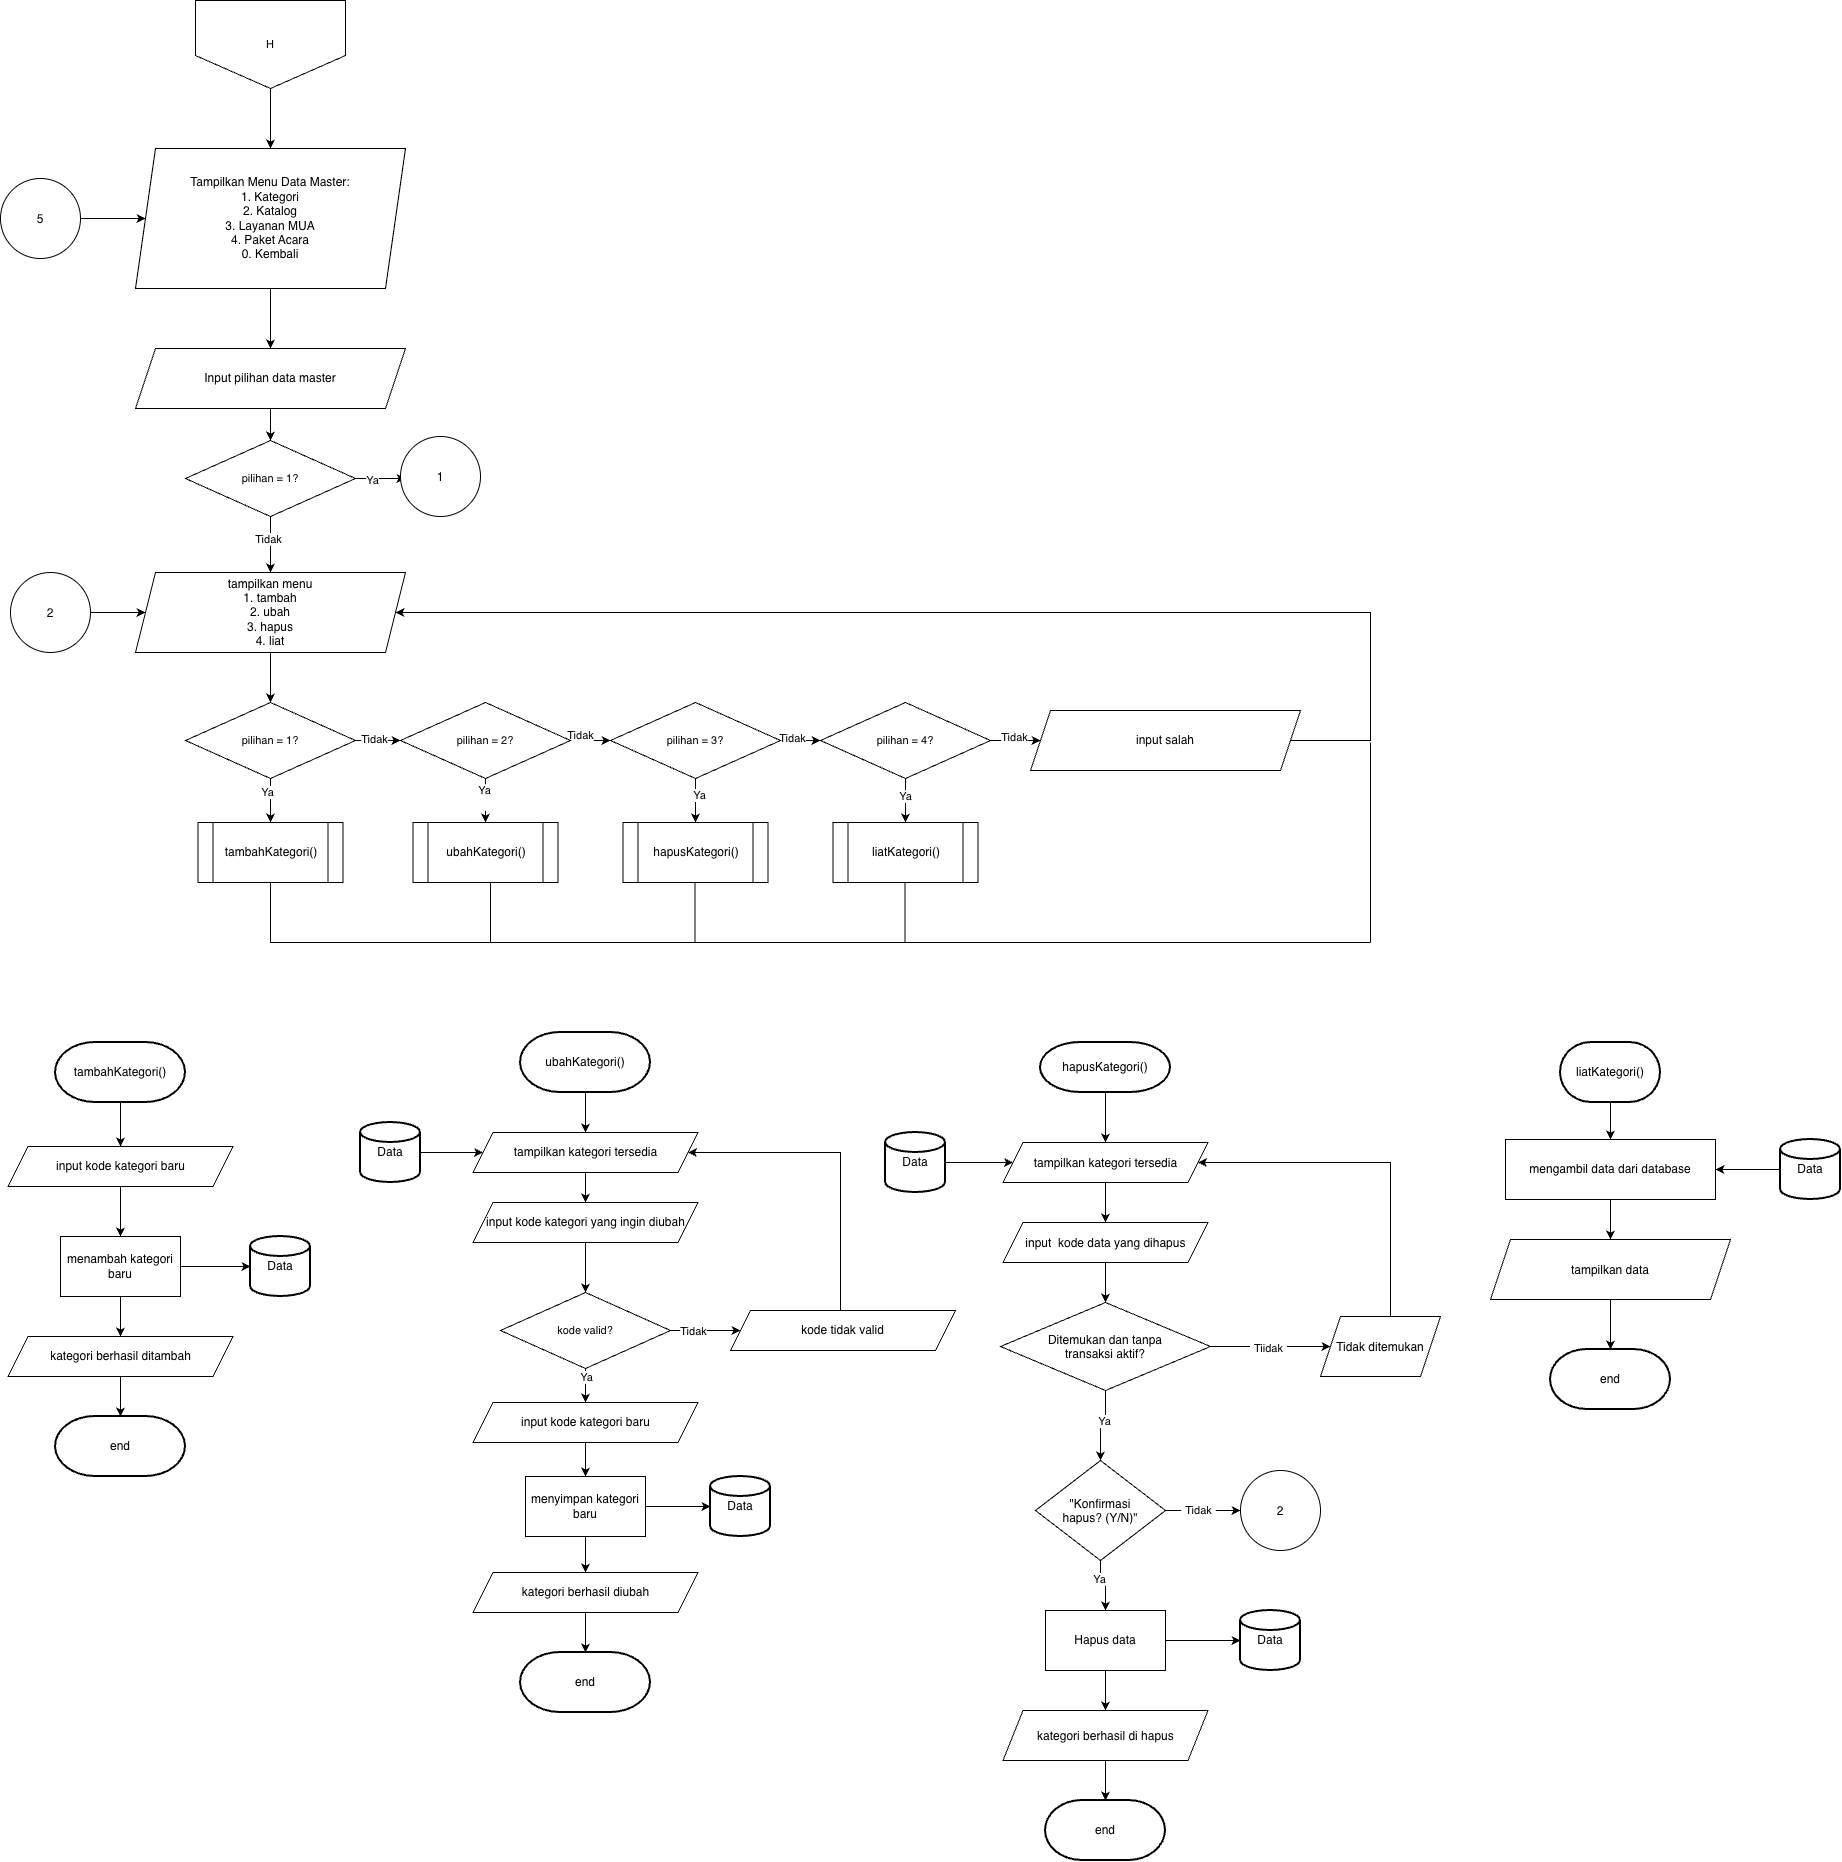 H
Tampilkan Menu Data Master:
1. Kategori
2. Katalog
3. Layanan MUA
4. Paket Acara
0. Kembali
5
Input pilihan data master
pilihan = 1?
Ya
1
Tidak
tampilkan menu
1. tambah
2. ubah
3. hapus
4. liat
2
pilihan = 1?
Tidak
pilihan = 2?
Tidak
pilihan = 3?
Tidak
pilihan = 4?
Tidak
input salah
Ya
Ya
Ya
Ya
tambahKategori()
ubahKategori()
hapusKategori()
liatKategori()
tambahKategori()
input kode kategori baru
menambah kategori
baru
Data
kategori berhasil ditambah
end
ubahKategori()
Data
tampilkan kategori tersedia
input kode kategori yang ingin diubah
kode valid?
Tidak
kode tidak valid
Ya
input kode kategori baru
menyimpan kategori
baru
Data
kategori berhasil diubah
end
hapusKategori()
Data
tampilkan kategori tersedia
input  kode data yang dihapus
Ditemukan dan tanpa
transaksi aktif?
Tiidak
Tidak ditemukan
Ya
"Konfirmasi
hapus? (Y/N)"
Tidak
2
Ya
Hapus data
Data
kategori berhasil di hapus
end
liatKategori()
mengambil data dari database
Data
tampilkan data
end